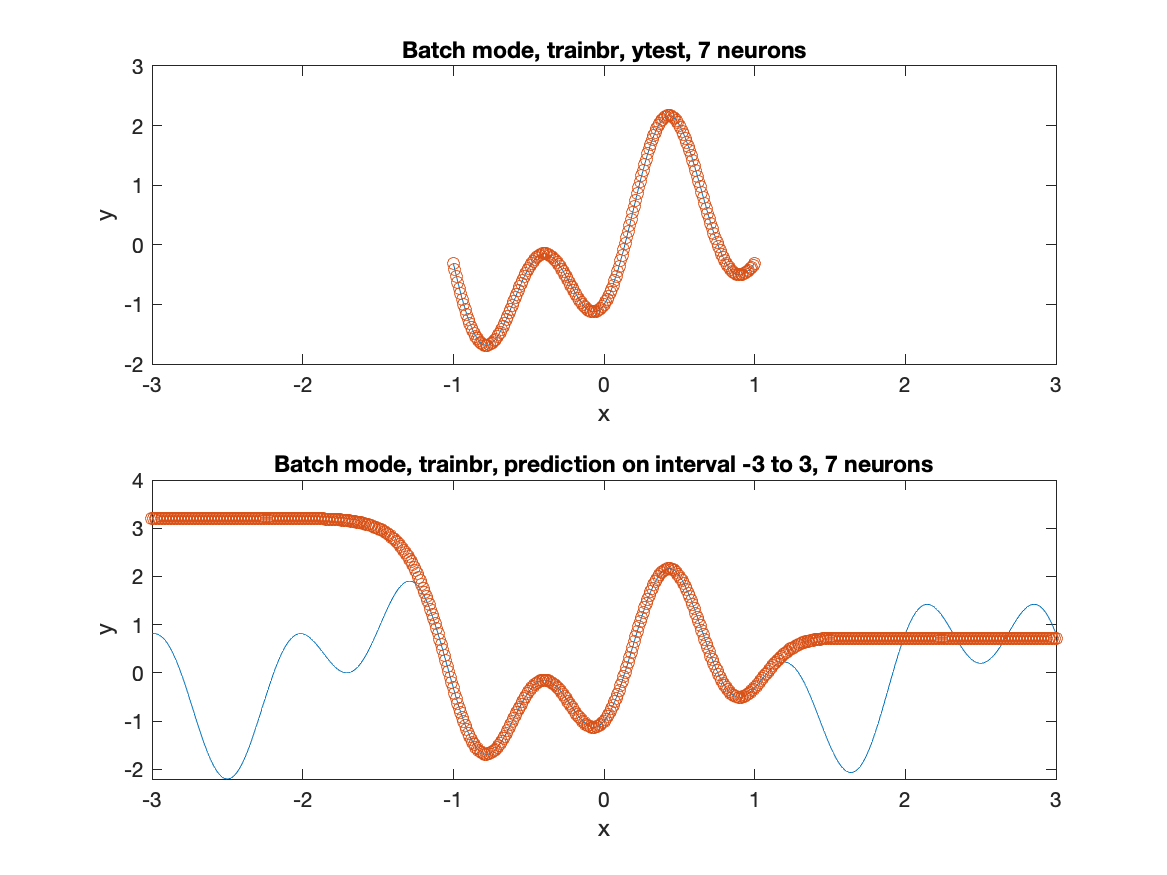 Batch mode, trainbr, ytest, 7 neurons
3
2
1
0
-1
-2
y
-3 -2 -1 0 1 2 3
x
Batch mode, trainbr, prediction on interval -3 to 3, 7 neurons
4
3
2
1
0
-1
-2
y
-3 -2 -1 0 1 2 3
x